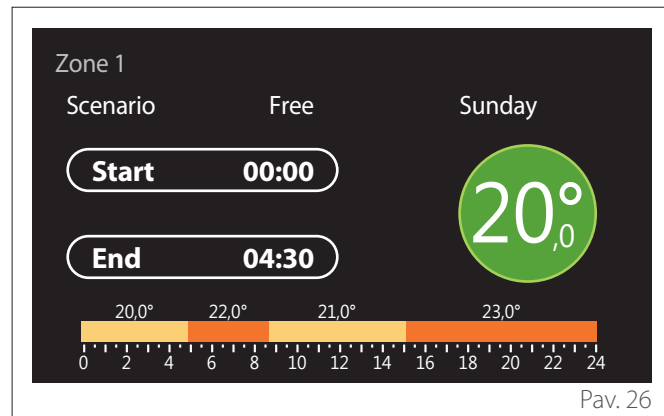 Zone 1
Scenario Free Sunday
Start 00:00
20°,0
End 04:30
20,0° 22,0° 21,0° 23,0°
0 2 4 6 8 10 12 14 16 18 20 22 24
Pav. 26